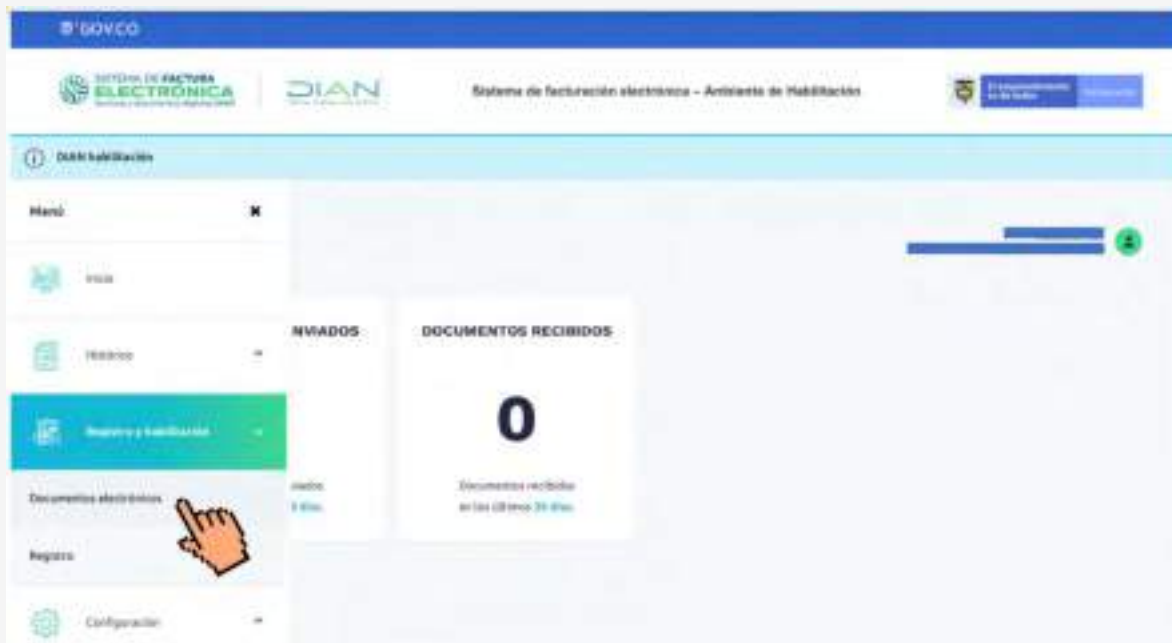 GOV.CO
SISTEMA DE FACTURA
ELECTRÓNICA
DIAN
Sistema de facturación electrónica – Ambiente de Habilitación
DIAN habilitación
Menú
Inicio
Histórico
Registro y habilitación
Documentos electrónicos
Registro
Configuración
NVIADOS
DOCUMENTOS RECIBIDOS
0
Documentos recibidos
en los últimos 30 días